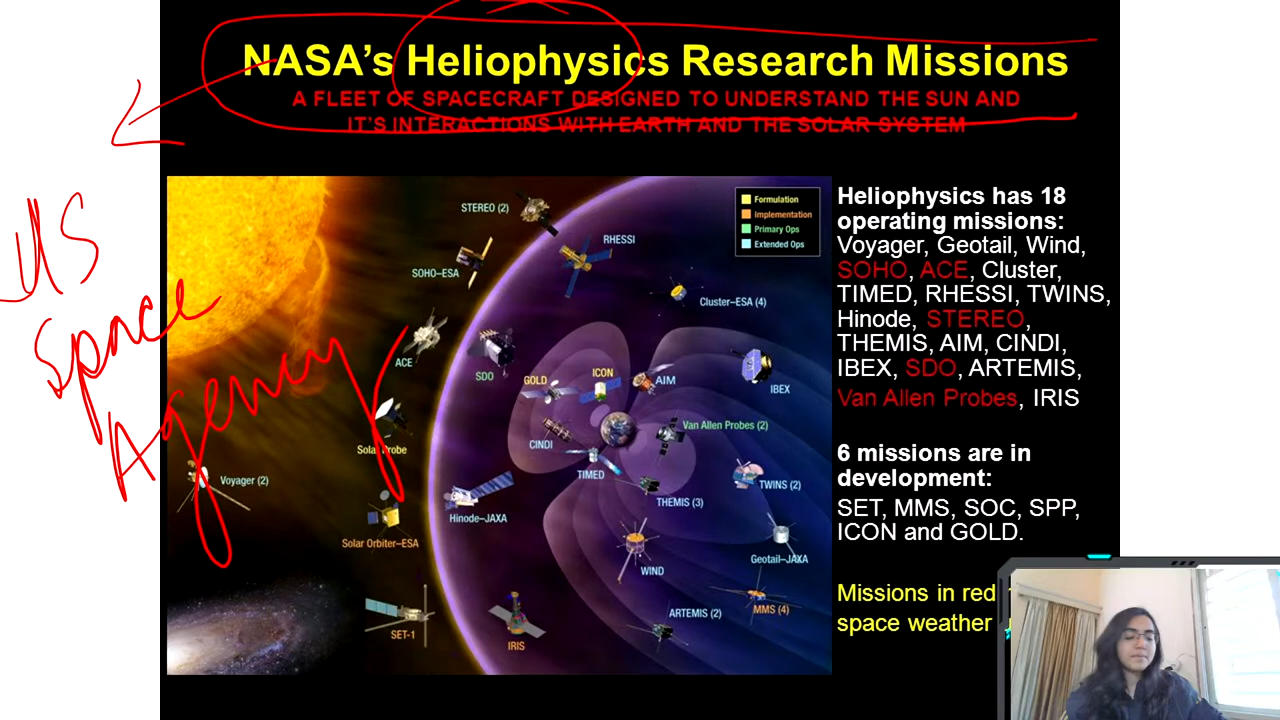 NASA's Heliophysics Research Missions
A FLEET OF SPACECRAFT DESIGNED TO UNDERSTAND THE SUN AND
IT'S INTERACTIONS WITH EARTH AND THE SOLAR SYSTEM
US
Space
Agency
Formulation
Implementation
Primary Ops
Extended Ops
STEREO (2)
RHESSI
SOHO–ESA
Cluster–ESA (4)
ACE
SDO
GOLD
ICON
AIM
IBEX
Solar Probe
CINDI
Van Allen Probes (2)
Voyager (2)
TIMED
TWINS (2)
THEMIS (3)
Hinode–JAXA
Solar Orbiter–ESA
Geotail–JAXA
WIND
MMS (4)
ARTEMIS (2)
SET-1
IRIS
Heliophysics has 18
operating missions:
Voyager, Geotail, Wind,
SOHO, ACE, Cluster,
TIMED, RHESSI, TWINS,
Hinode, STEREO,
THEMIS, AIM, CINDI,
IBEX, SDO, ARTEMIS,
Van Allen Probes, IRIS
6 missions are in
development:
SET, MMS, SOC, SPP,
ICON and GOLD.
Missions in red
space weather